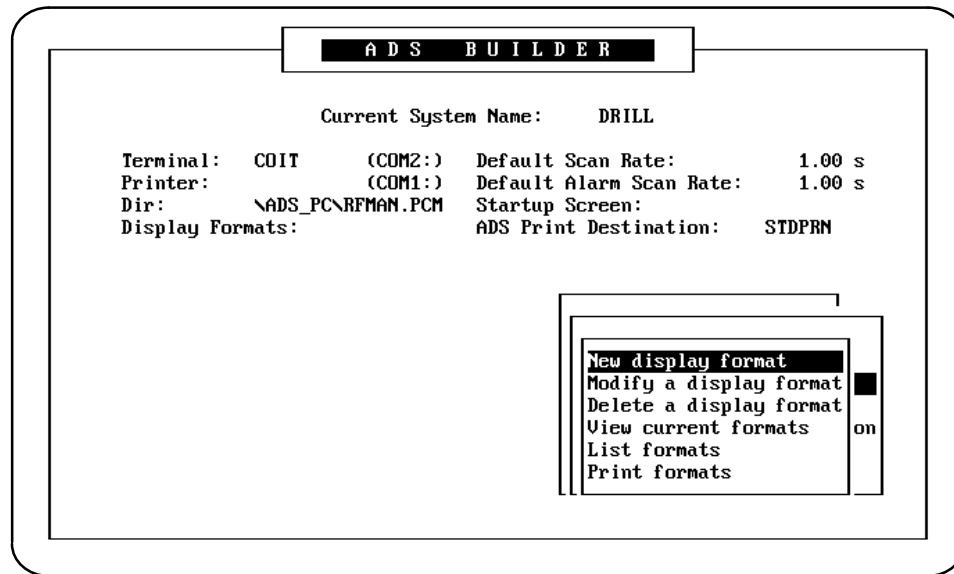 ADS BUILDER
Current System Name: DRILL
Terminal: COIT (COM2:) Default Scan Rate: 1.00 s
Printer: (COM1:) Default Alarm Scan Rate: 1.00 s
Dir: \ADS_PC\RFMAN.PCM Startup Screen:
Display Formats: ADS Print Destination: STDPRN
New display format
Modify a display format
Delete a display format
View current formats on
List formats
Print formats